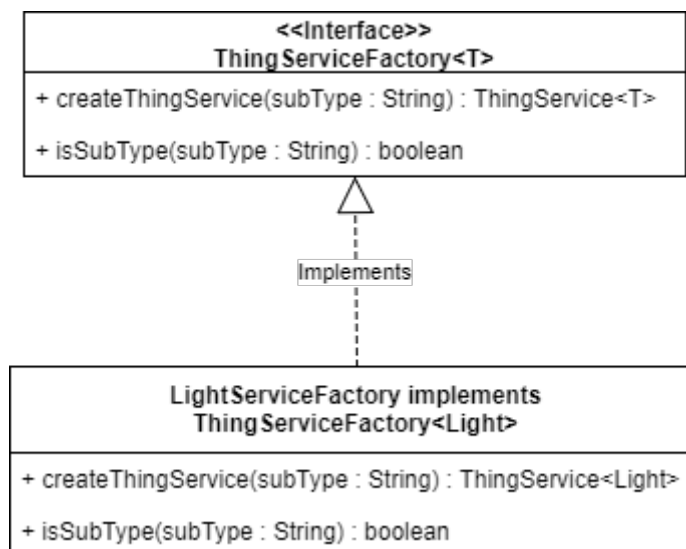 <<Interface>>
ThingServiceFactory<T>
+ createThingService(subType : String) : ThingService<T>
+ isSubType(subType : String) : boolean
Implements
LightServiceFactory implements
ThingServiceFactory<Light>
+ createThingService(subType : String) : ThingService<Light>
+ isSubType(subType : String) : boolean